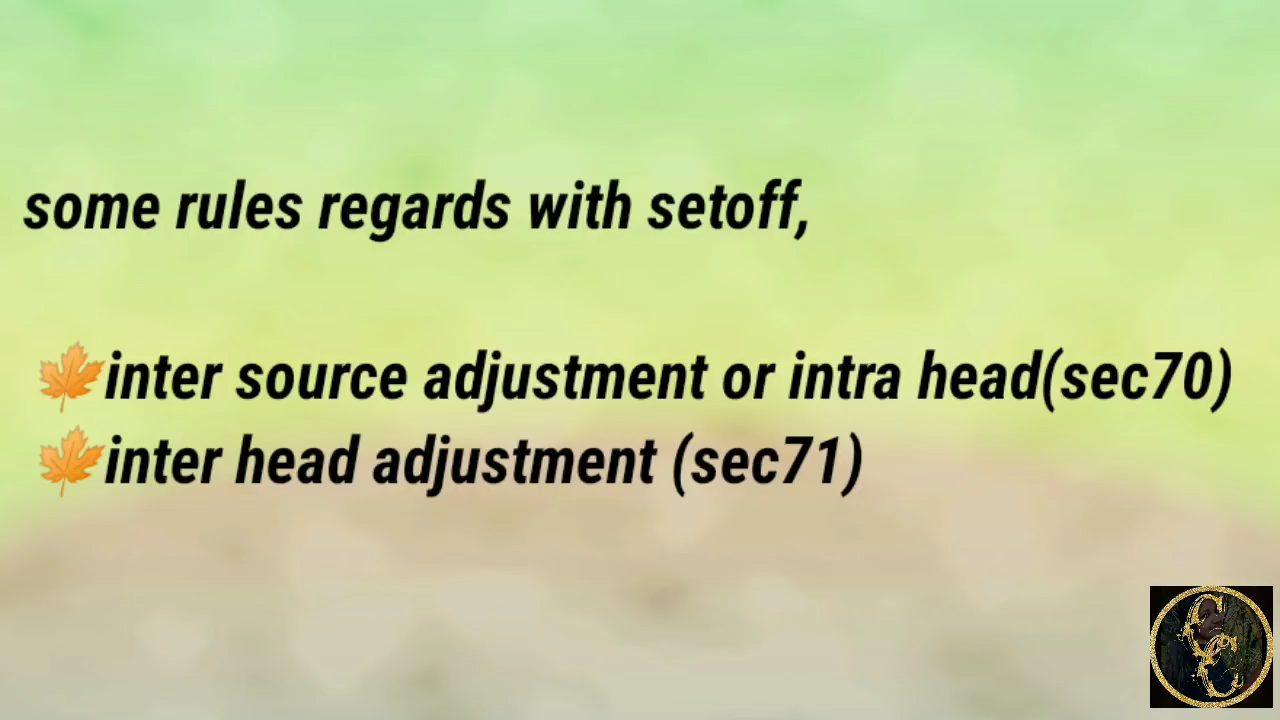 some rules regards with setoff,
🍁inter source adjustment or intra head(sec70)
🍁inter head adjustment (sec71)